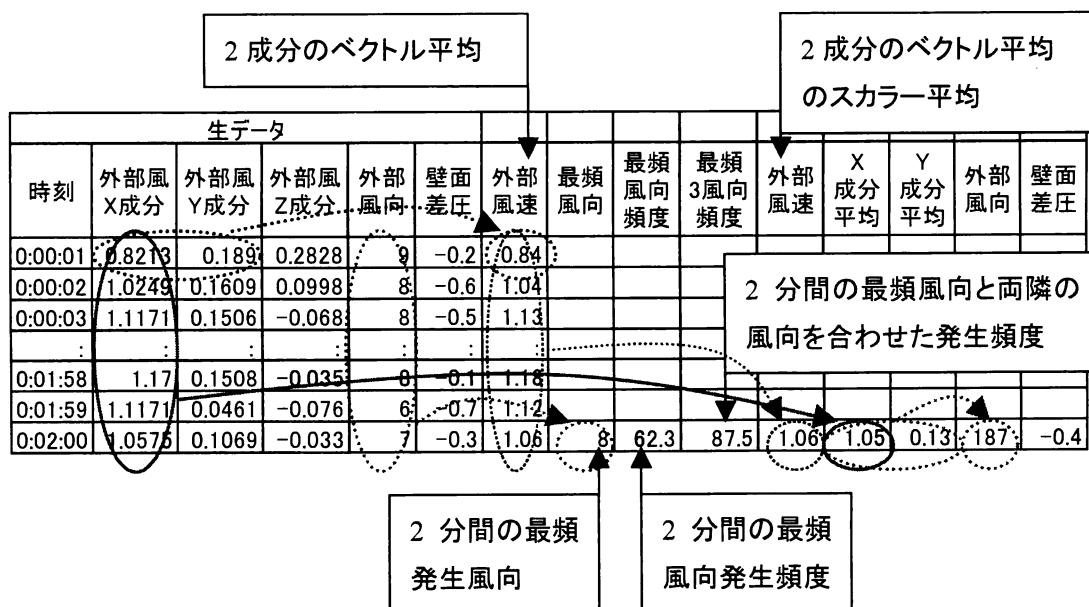 2 成分のベクトル平均
2 成分のベクトル平均
のスカラー平均
生データ
時刻 外部風X成分 外部風Y成分 外部風Z成分 外部風向 壁面差圧 外部風速 最頻風向 最頻風向頻度 最頻3風向頻度 外部風速 X成分平均 Y成分平均 外部風向 壁面差圧
0:00:01 0.8213 0.189 0.2828 9 -0.2 0.84
0:00:02 1.0249 0.1609 0.0998 8 -0.6 1.04
0:00:03 1.1171 0.1506 -0.068 8 -0.5 1.13
2 分間の最頻風向と両隣の
風向を合わせた発生頻度
: : : : : : :
0:01:58 1.17 0.1508 -0.035 8 -0.1 1.18
0:01:59 1.1171 0.0461 -0.076 6 -0.7 1.12
0:02:00 1.0575 0.1069 -0.033 7 -0.3 1.06 8 62.3 87.5 1.06 1.05 0.13 187 -0.4
2 分間の最頻
発生風向
2 分間の最頻
風向発生頻度